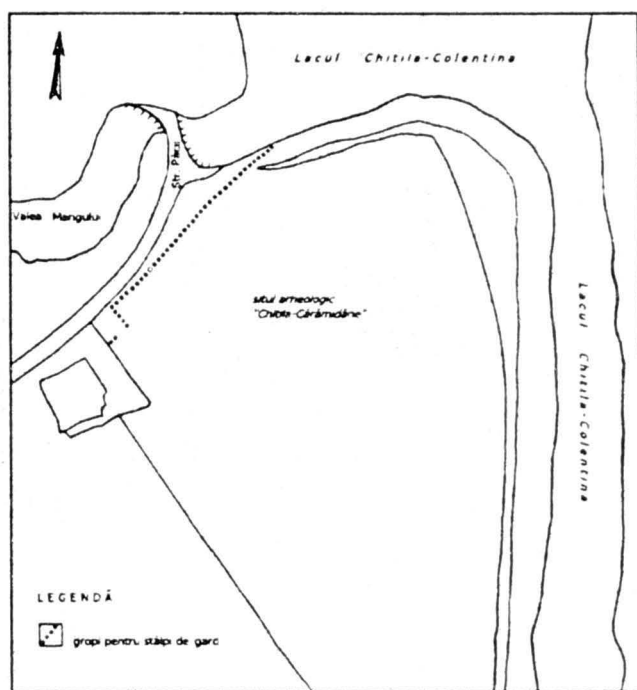 Lacul Chitila-Colentina
Str. Păcii
Valea Mangului
situl arheologic
"Chitila-Cărămidărie"
Lacul Chitila-Colentina
LEGENDĂ
gropi pentru stâlpi de gard